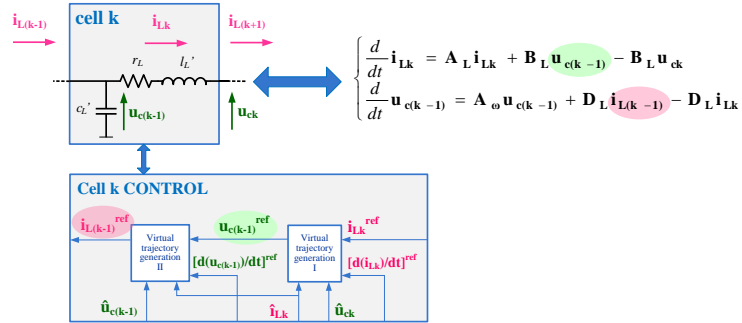 cell k
i_L(k-1) i_Lk i_L(k+1)
r_L l_L'
c_L' u_c(k-1) u_ck
d/dt i_Lk = A_L i_Lk + B_L u_c(k-1) − B_L u_ck
d/dt u_c(k-1) = A_ω u_c(k-1) + D_L i_L(k-1) − D_L i_Lk
Cell k CONTROL
i_L(k-1)^ref u_c(k-1)^ref i_Lk^ref
Virtual trajectory generation II
Virtual trajectory generation I
[d(u_c(k-1))/dt]^ref [d(i_Lk)/dt]^ref
û_c(k-1) î_Lk û_ck